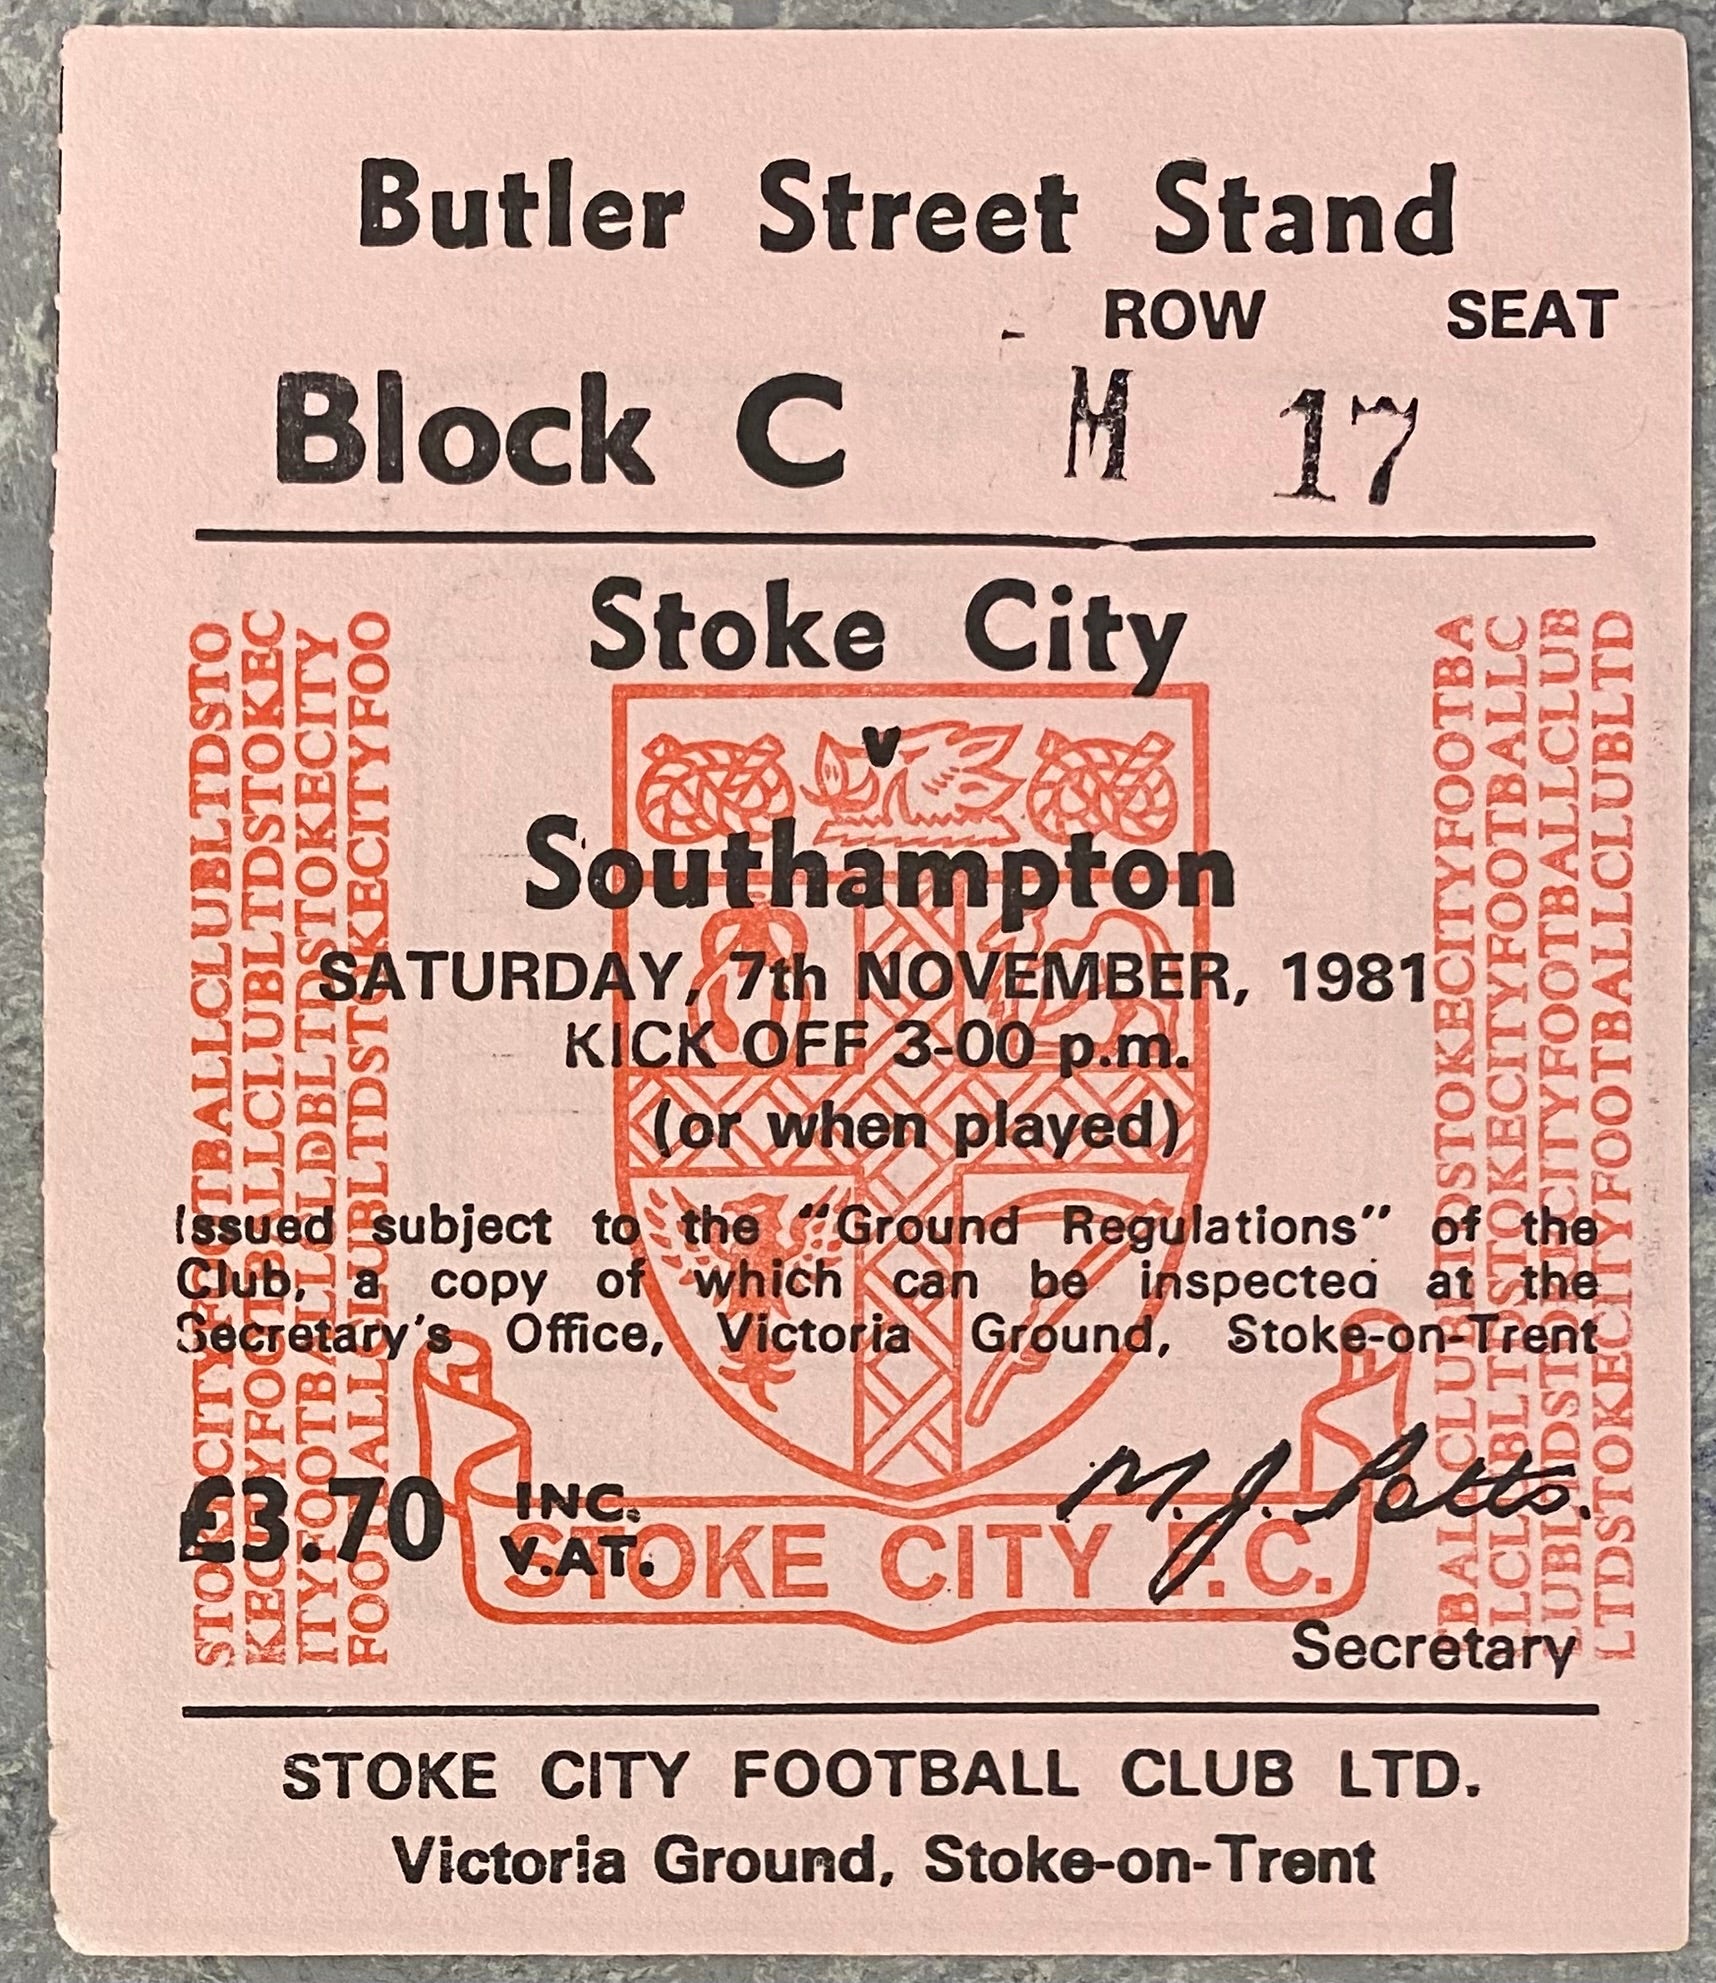 Butler Street Stand
ROW SEAT
Block C M 17
Stoke City
v
Southampton
SATURDAY, 7th NOVEMBER, 1981
KICK OFF 3-00 p.m.
(or when played)
Issued subject to the "Ground Regulations" of the
Club, a copy of which can be inspected at the
Secretary's Office, Victoria Ground, Stoke-on-Trent
£3.70 INC.
V.AT.
M. J. Potts.
STOKE CITY F.C.
Secretary
STOKE CITY FOOTBALL CLUB LTD.
Victoria Ground, Stoke-on-Trent